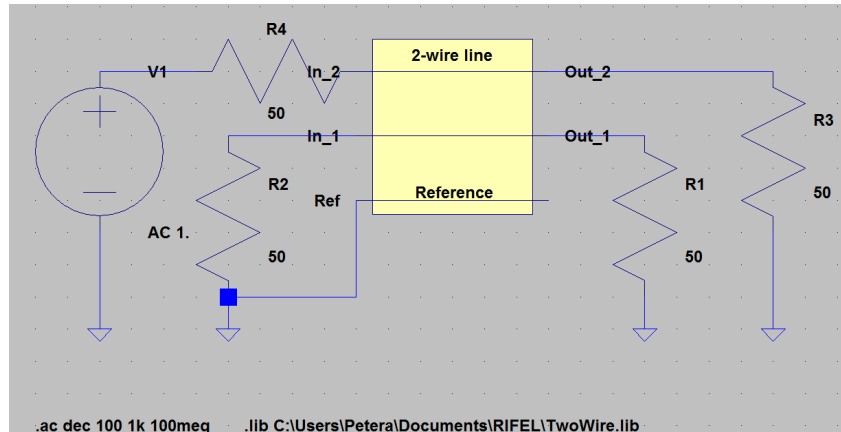 R4
2-wire line
V1
In_2
Out_2
50
R3
In_1
Out_1
R2
R1
Ref
Reference
50
AC 1.
50
50
.ac dec 100 1k 100meg
.lib C:\Users\Petera\Documents\RIFEL\TwoWire.lib